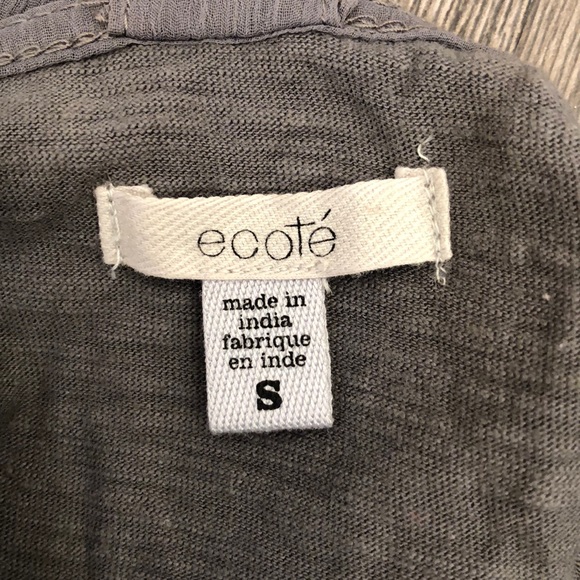 ecoté
made in
india
fabrique
en inde
S